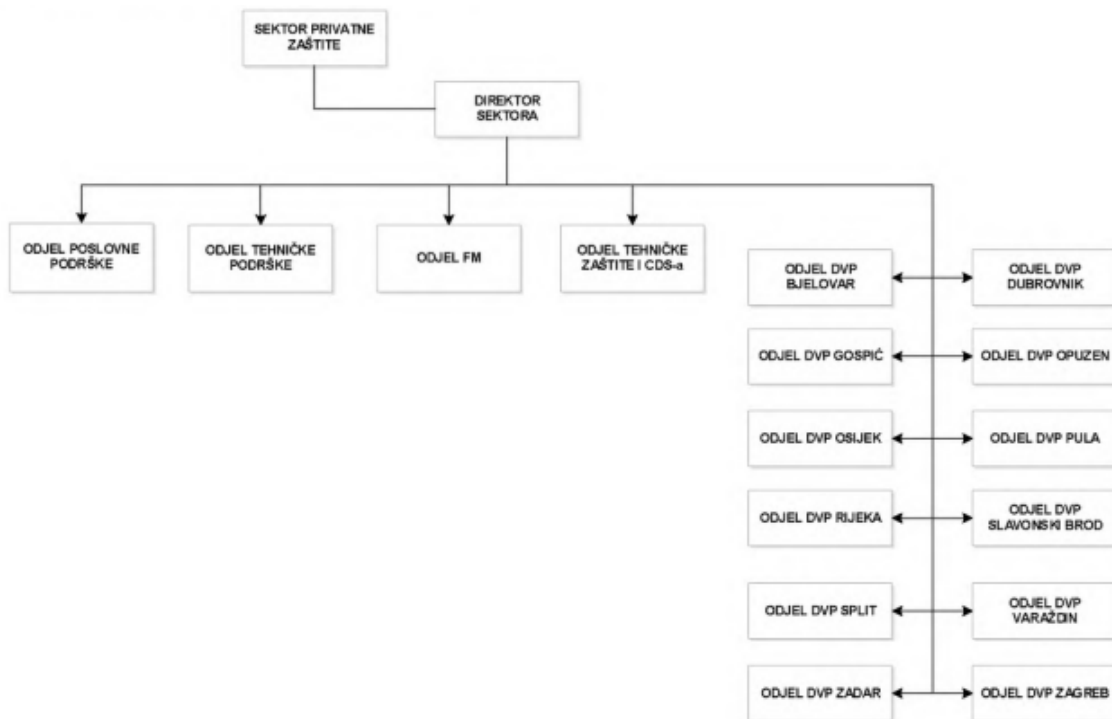 SEKTOR PRIVATNE
ZAŠTITE
DIREKTOR
SEKTORA
ODJEL POSLOVNE
PODRŠKE
ODJEL TEHNIČKE
PODRŠKE
ODJEL FM
ODJEL TEHNIČKE
ZAŠTITE I CDS-a
ODJEL DVP
BJELOVAR
ODJEL DVP
DUBROVNIK
ODJEL DVP GOSPIĆ
ODJEL DVP OPUZEN
ODJEL DVP OSIJEK
ODJEL DVP PULA
ODJEL DVP RIJEKA
ODJEL DVP
SLAVONSKI BROD
ODJEL DVP SPLIT
ODJEL DVP
VARAŽDIN
ODJEL DVP ZADAR
ODJEL DVP ZAGREB